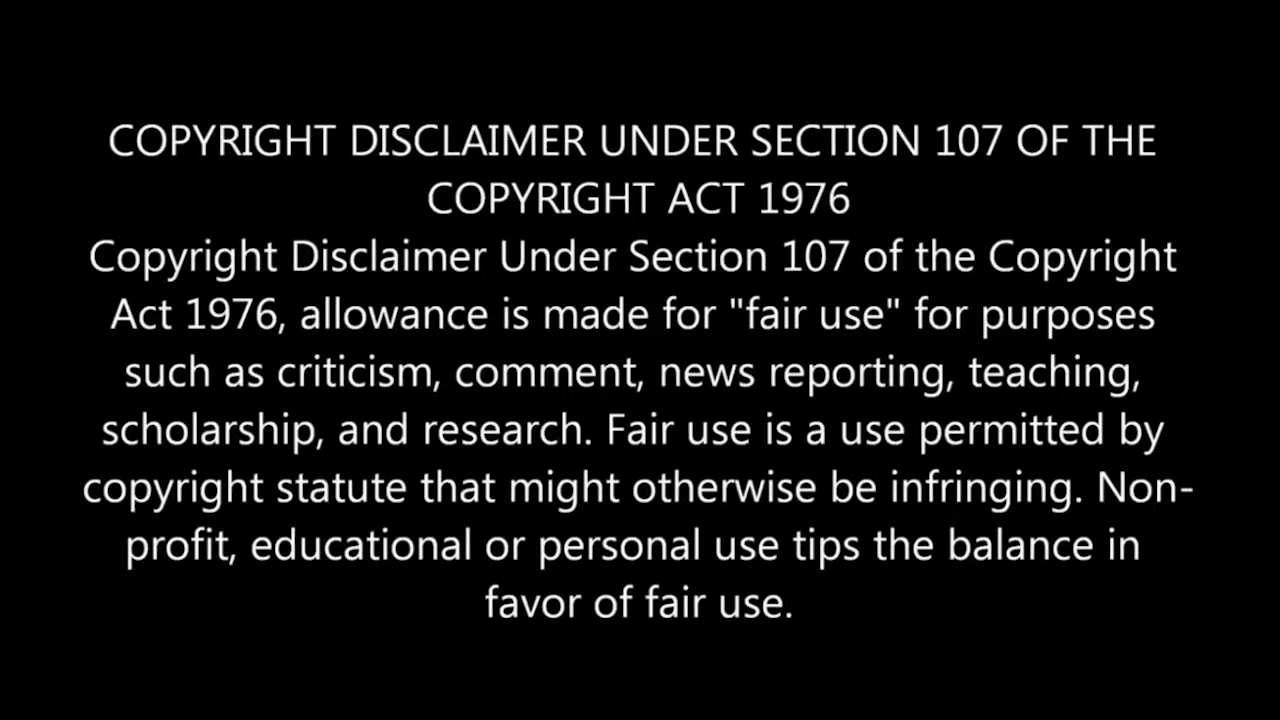 COPYRIGHT DISCLAIMER UNDER SECTION 107 OF THE
COPYRIGHT ACT 1976
Copyright Disclaimer Under Section 107 of the Copyright
Act 1976, allowance is made for "fair use" for purposes
such as criticism, comment, news reporting, teaching,
scholarship, and research. Fair use is a use permitted by
copyright statute that might otherwise be infringing. Non-
profit, educational or personal use tips the balance in
favor of fair use.